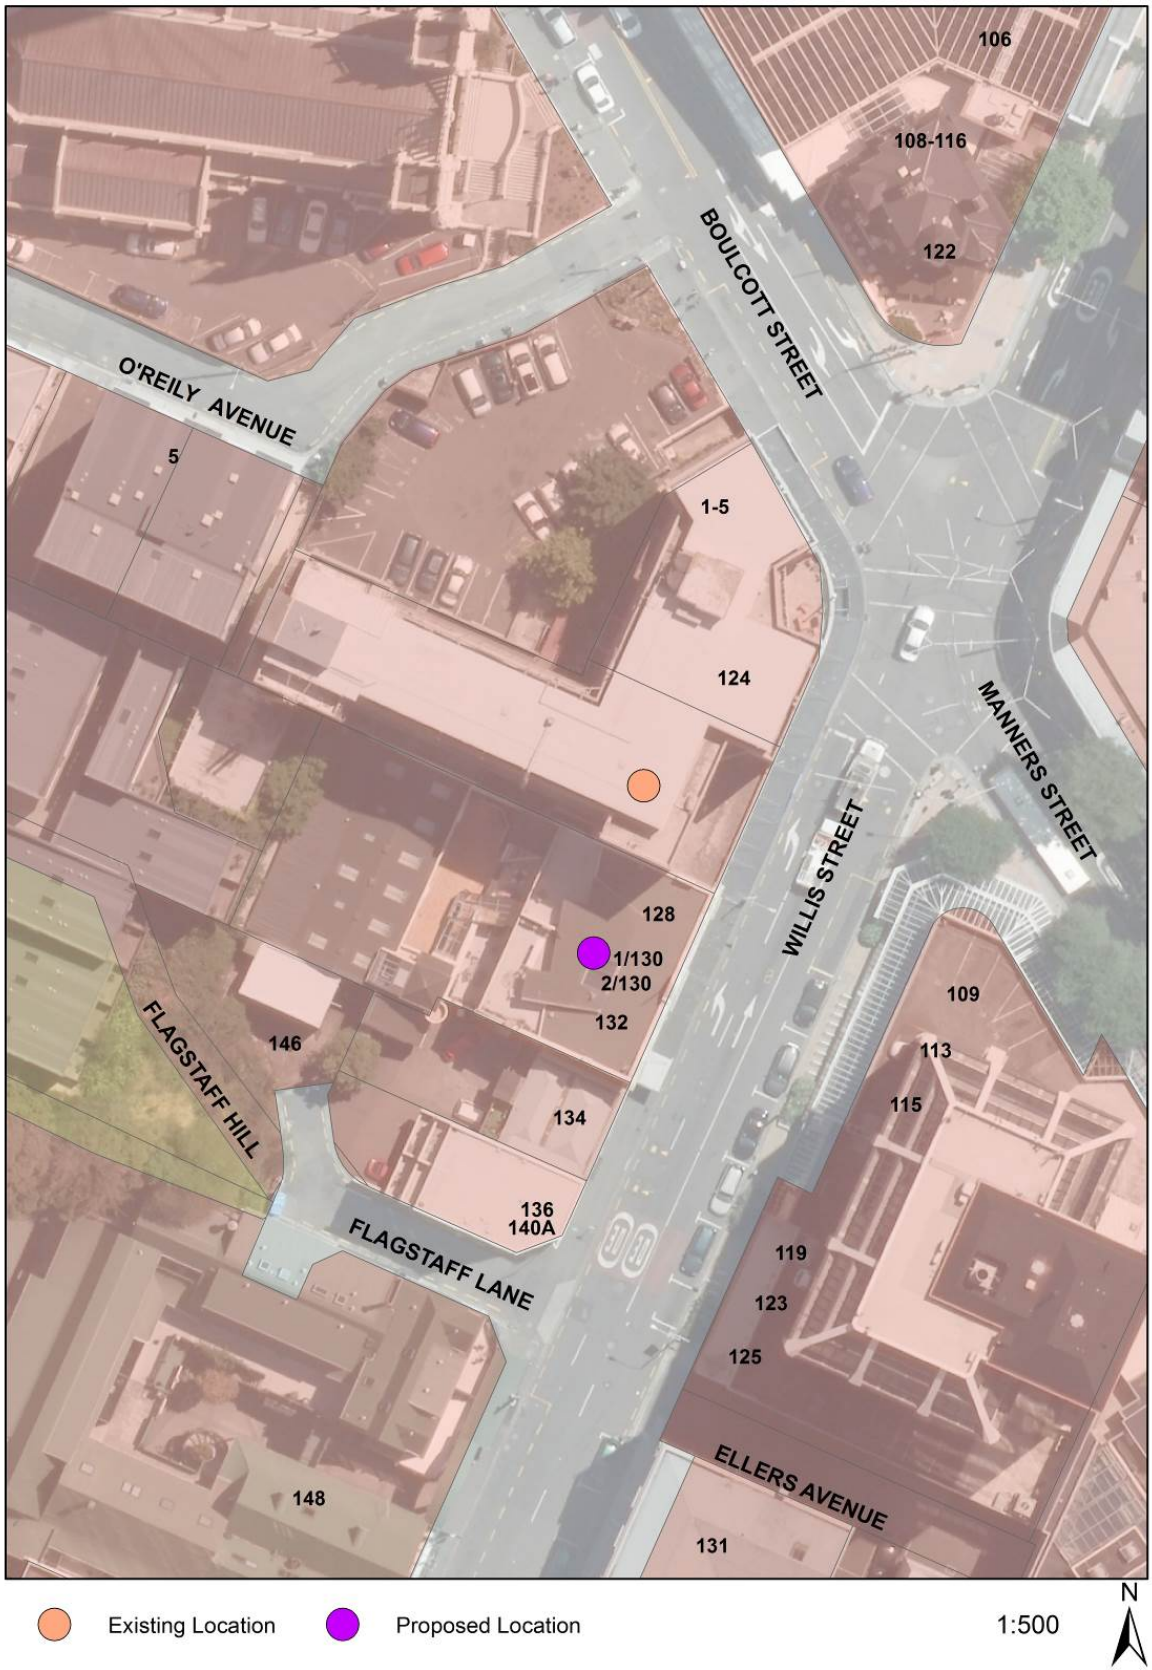 106
108-116
122
BOULCOTT STREET
O'REILY AVENUE
5
1-5
124
MANNERS STREET
WILLIS STREET
128
1/130
2/130
132
109
113
115
146
FLAGSTAFF HILL
134
136
140A
FLAGSTAFF LANE
119
123
125
ELLERS AVENUE
148
131
N
Existing Location
Proposed Location
1:500